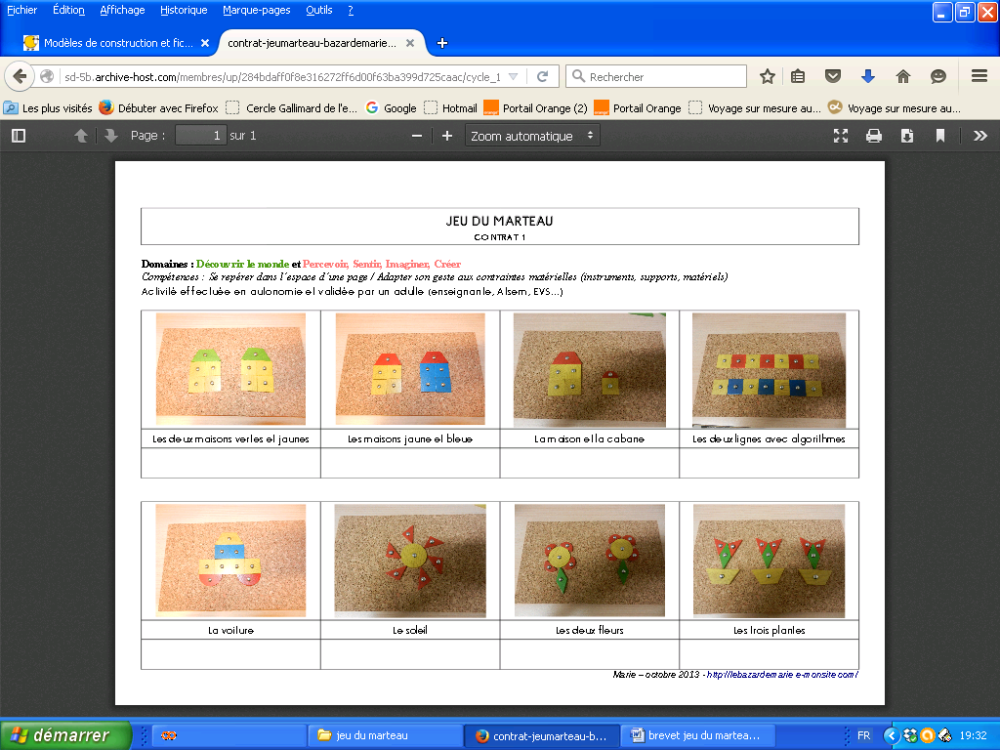 Fichier Édition Affichage Historique Marque-pages Outils ?
Modèles de construction et fic... contrat-jeumarteau-bazardemarie...
sd-5b.archive-host.com/membres/up/284bdaff0f8e316272ff6d00f63ba399d725caac/cycle_1 Rechercher
Les plus visités Débuter avec Firefox Cercle Gallimard de l'e... Google Hotmail Portail Orange (2) Portail Orange Voyage sur mesure au... Voyage sur mesure au...
Page : 1 sur 1 Zoom automatique
JEU DU MARTEAU
CONTRAT 1
Domaines : Découvrir le monde et Percevoir, Sentir, Imaginer, Créer
Compétences : Se repérer dans l'espace d'une page / Adapter son geste aux contraintes matérielles (instruments, supports, matériels)
Activité effectuée en autonomie et validée par un adulte (enseignante, Atsem, EVS...)
Les deux maisons vertes et jaunes Les maisons jaune et bleue La maison et la cabane Les deux lignes avec algorithmes
La voiture Le soleil Les deux fleurs Les trois plantes
Marie – octobre 2013 - http://lebazardemarie.e-monsite.com/
démarrer jeu du marteau contrat-jeumarteau-b... brevet jeu du martea... FR 19:32